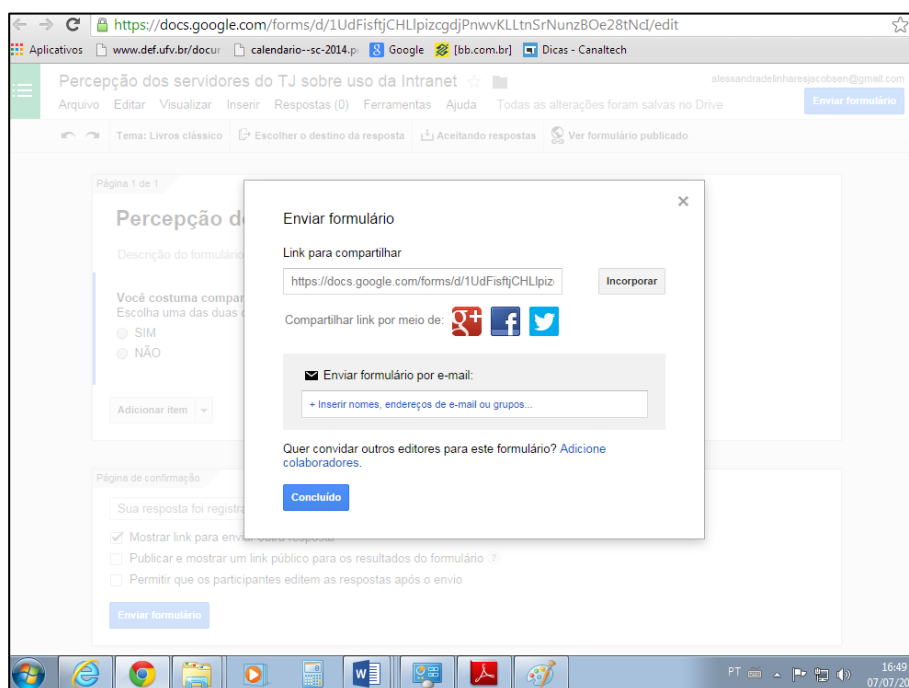 https://docs.google.com/forms/d/1UdFisftjCHLlpizcgdjPnwvKLLtnSrNunzBOe28tNcI/edit
Aplicativos www.def.ufv.br/docur calendario--sc-2014.p Google [bb.com.br] Dicas - Canaltech
Percepção dos servidores do TJ sobre uso da Intranet
alessandradelinharesjacobsen@gmail.com
Arquivo Editar Visualizar Inserir Respostas (0) Ferramentas Ajuda Todas as alterações foram salvas no Drive
Enviar formulário
Tema: Livros clássico Escolher o destino da resposta Aceitando respostas Ver formulário publicado
Página 1 de 1
Percepção d
Descrição do formulário
Você costuma compar
Escolha uma das duas
SIM
NÃO
Adicionar item
Enviar formulário
Link para compartilhar
https://docs.google.com/forms/d/1UdFisftjCHLlpiz
Incorporar
Compartilhar link por meio de: g+ f
Enviar formulário por e-mail:
+ Inserir nomes, endereços de e-mail ou grupos...
Quer convidar outros editores para este formulário? Adicione
colaboradores.
Concluído
Página de confirmação
Sua resposta foi registra
Mostrar link para enviar outra resposta
Publicar e mostrar um link público para os resultados do formulário ?
Permitir que os participantes editem as respostas após o envio
Enviar formulário
PT
16:49
07/07/20